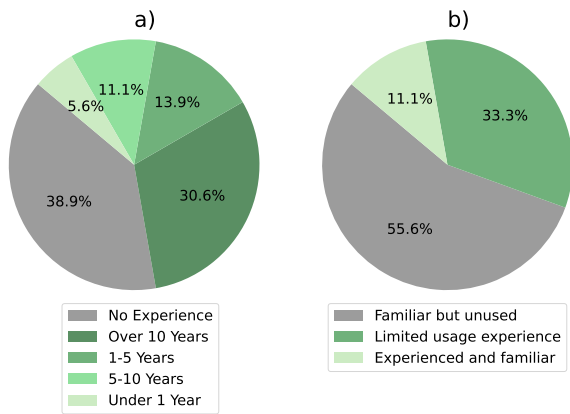 a)
11.1%
5.6%
13.9%
38.9%
30.6%
No Experience
Over 10 Years
1-5 Years
5-10 Years
Under 1 Year
b)
11.1%
33.3%
55.6%
Familiar but unused
Limited usage experience
Experienced and familiar